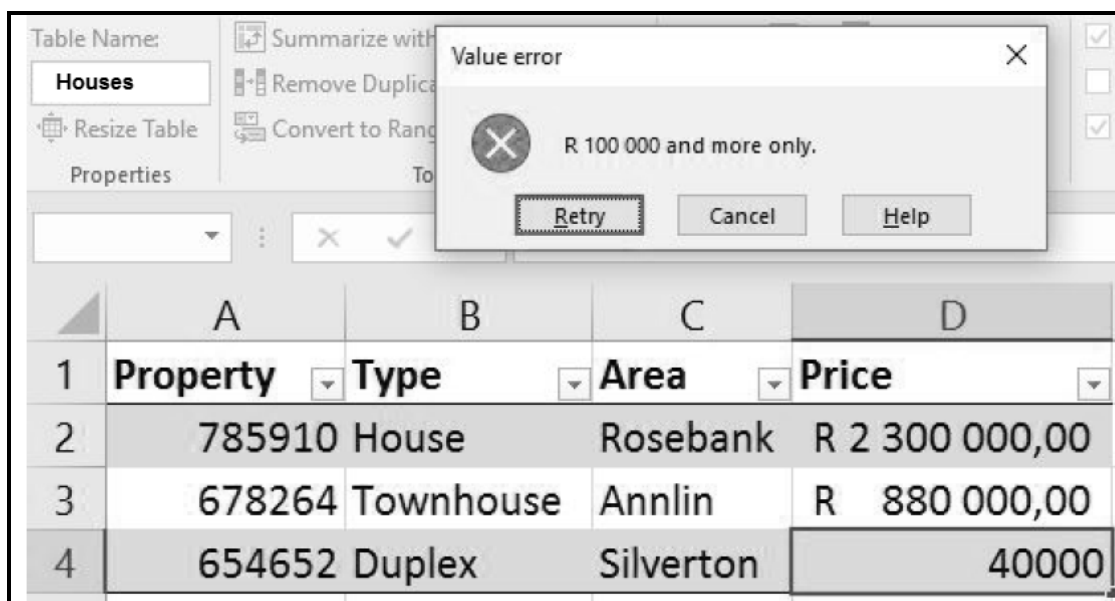 Table Name:
Houses
Resize Table
Properties
Summarize with
Remove Duplica
Convert to Rang
To
Value error
R 100 000 and more only.
Retry Cancel Help
A B C D
1 Property Type Area Price
2 785910 House Rosebank R 2 300 000,00
3 678264 Townhouse Annlin R 880 000,00
4 654652 Duplex Silverton 40000